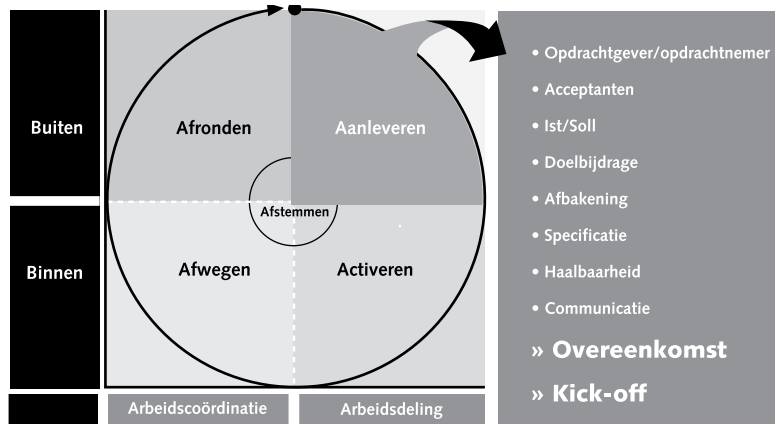 Buiten
Afronden
Aanleveren
Afstemmen
Binnen
Afwegen
Activeren
Arbeidscoördinatie
Arbeidsdeling
• Opdrachtgever/opdrachtnemer
• Acceptanten
• Ist/Soll
• Doelbijdrage
• Afbakening
• Specificatie
• Haalbaarheid
• Communicatie
» Overeenkomst
» Kick-off